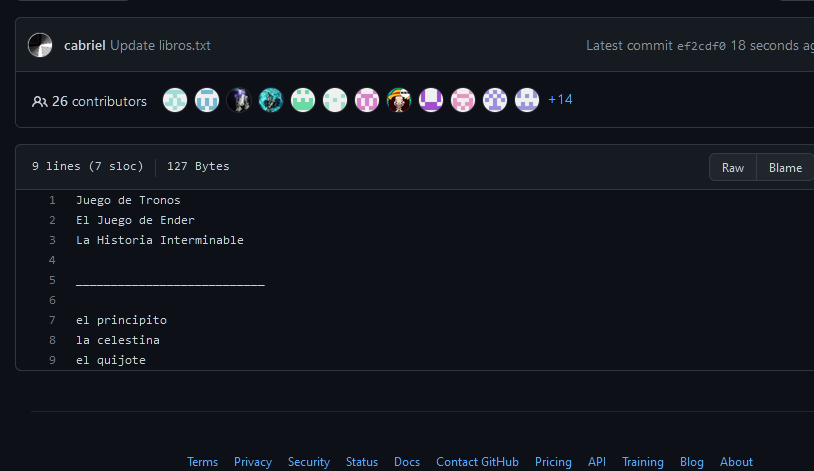 cabriel Update libros.txt Latest commit ef2cdf0 18 seconds ag
26 contributors +14
9 lines (7 sloc) 127 Bytes Raw Blame
1 Juego de Tronos
2 El Juego de Ender
3 La Historia Interminable
4
5 ___________________________
6
7 el principito
8 la celestina
9 el quijote
Terms Privacy Security Status Docs Contact GitHub Pricing API Training Blog About